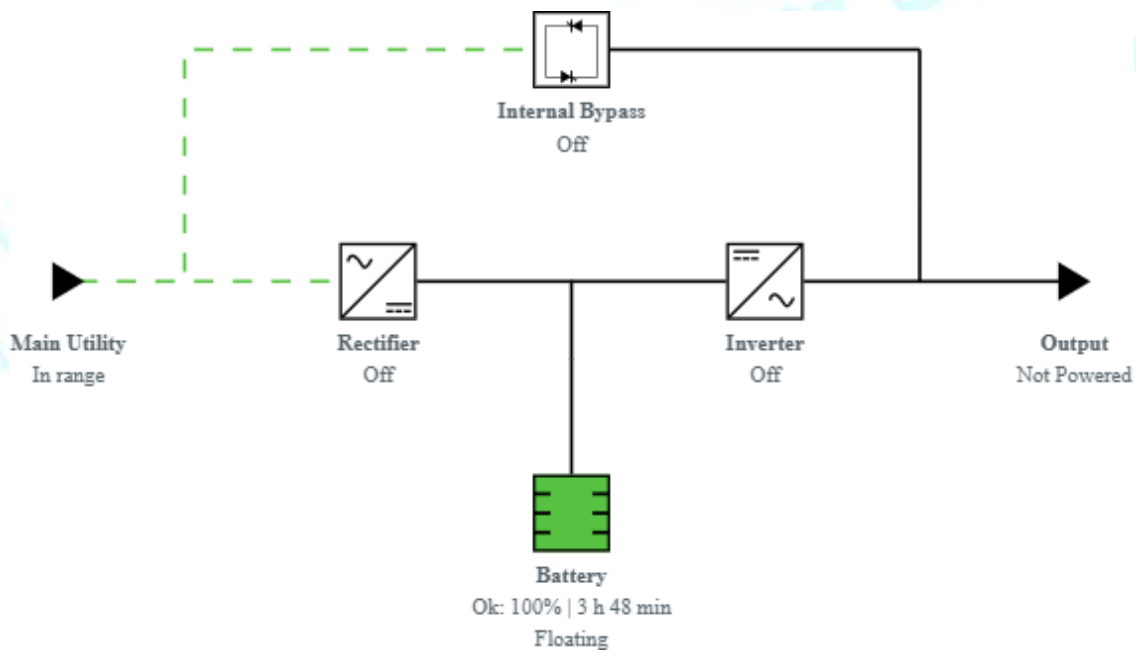 Internal Bypass
Off
Main Utility
In range
Rectifier
Off
Inverter
Off
Output
Not Powered
Battery
Ok: 100% | 3 h 48 min
Floating